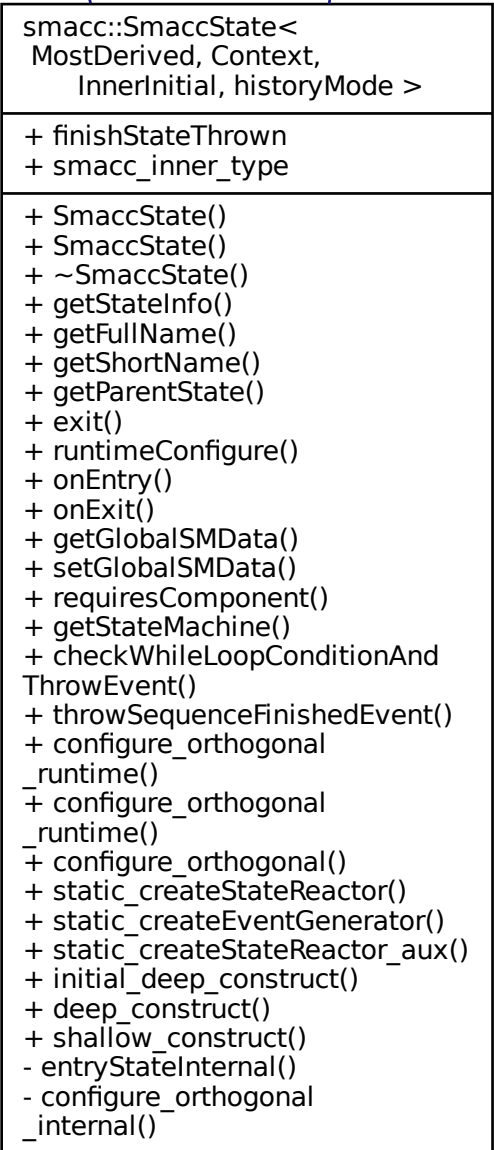 smacc::SmaccState<
MostDerived, Context,
InnerInitial, historyMode >
+ finishStateThrown
+ smacc_inner_type
+ SmaccState()
+ SmaccState()
+ ~SmaccState()
+ getStateInfo()
+ getFullName()
+ getShortName()
+ getParentState()
+ exit()
+ runtimeConfigure()
+ onEntry()
+ onExit()
+ getGlobalSMData()
+ setGlobalSMData()
+ requiresComponent()
+ getStateMachine()
+ checkWhileLoopConditionAnd
ThrowEvent()
+ throwSequenceFinishedEvent()
+ configure_orthogonal
_runtime()
+ configure_orthogonal
_runtime()
+ configure_orthogonal()
+ static_createStateReactor()
+ static_createEventGenerator()
+ static_createStateReactor_aux()
+ initial_deep_construct()
+ deep_construct()
+ shallow_construct()
- entryStateInternal()
- configure_orthogonal
_internal()